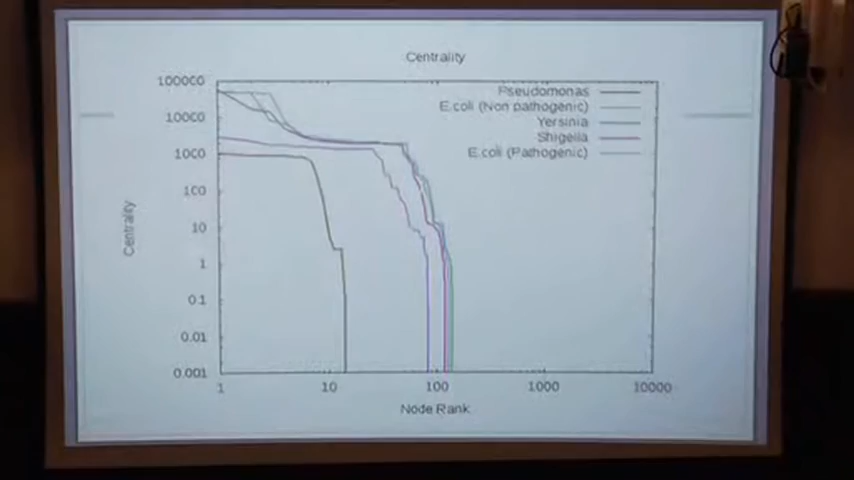 Centrality
100000
10000
1000
100
10
1
0.1
0.01
0.001
Centrality
Pseudomonas
E.coli (Non pathogenic)
Yersinia
Shigella
E.coli (Pathogenic)
1 10 100 1000 10000
Node Rank